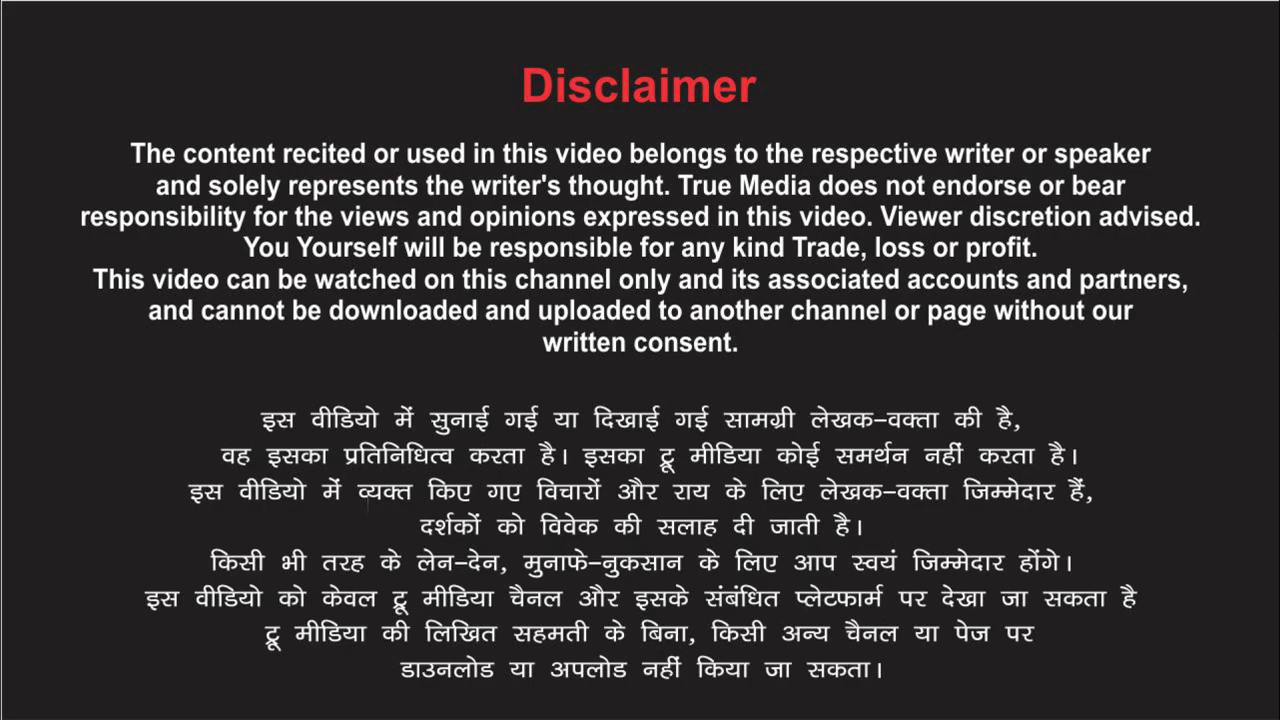 Disclaimer
The content recited or used in this video belongs to the respective writer or speaker
and solely represents the writer's thought. True Media does not endorse or bear
responsibility for the views and opinions expressed in this video. Viewer discretion advised.
You Yourself will be responsible for any kind Trade, loss or profit.
This video can be watched on this channel only and its associated accounts and partners,
and cannot be downloaded and uploaded to another channel or page without our
written consent.
इस वीडियो में सुनाई गई या दिखाई गई सामग्री लेखक–वक्ता की है,
वह इसका प्रतिनिधित्व करता है। इसका ट्रू मीडिया कोई समर्थन नहीं करता है।
इस वीडियो में व्यक्त किए गए विचारों और राय के लिए लेखक–वक्ता जिम्मेदार हैं,
दर्शकों को विवेक की सलाह दी जाती है।
किसी भी तरह के लेन–देन, मुनाफे–नुकसान के लिए आप स्वयं जिम्मेदार होंगे।
इस वीडियो को केवल ट्रू मीडिया चैनल और इसके संबंधित प्लेटफार्म पर देखा जा सकता है
ट्रू मीडिया की लिखित सहमती के बिना, किसी अन्य चैनल या पेज पर
डाउनलोड या अपलोड नहीं किया जा सकता।